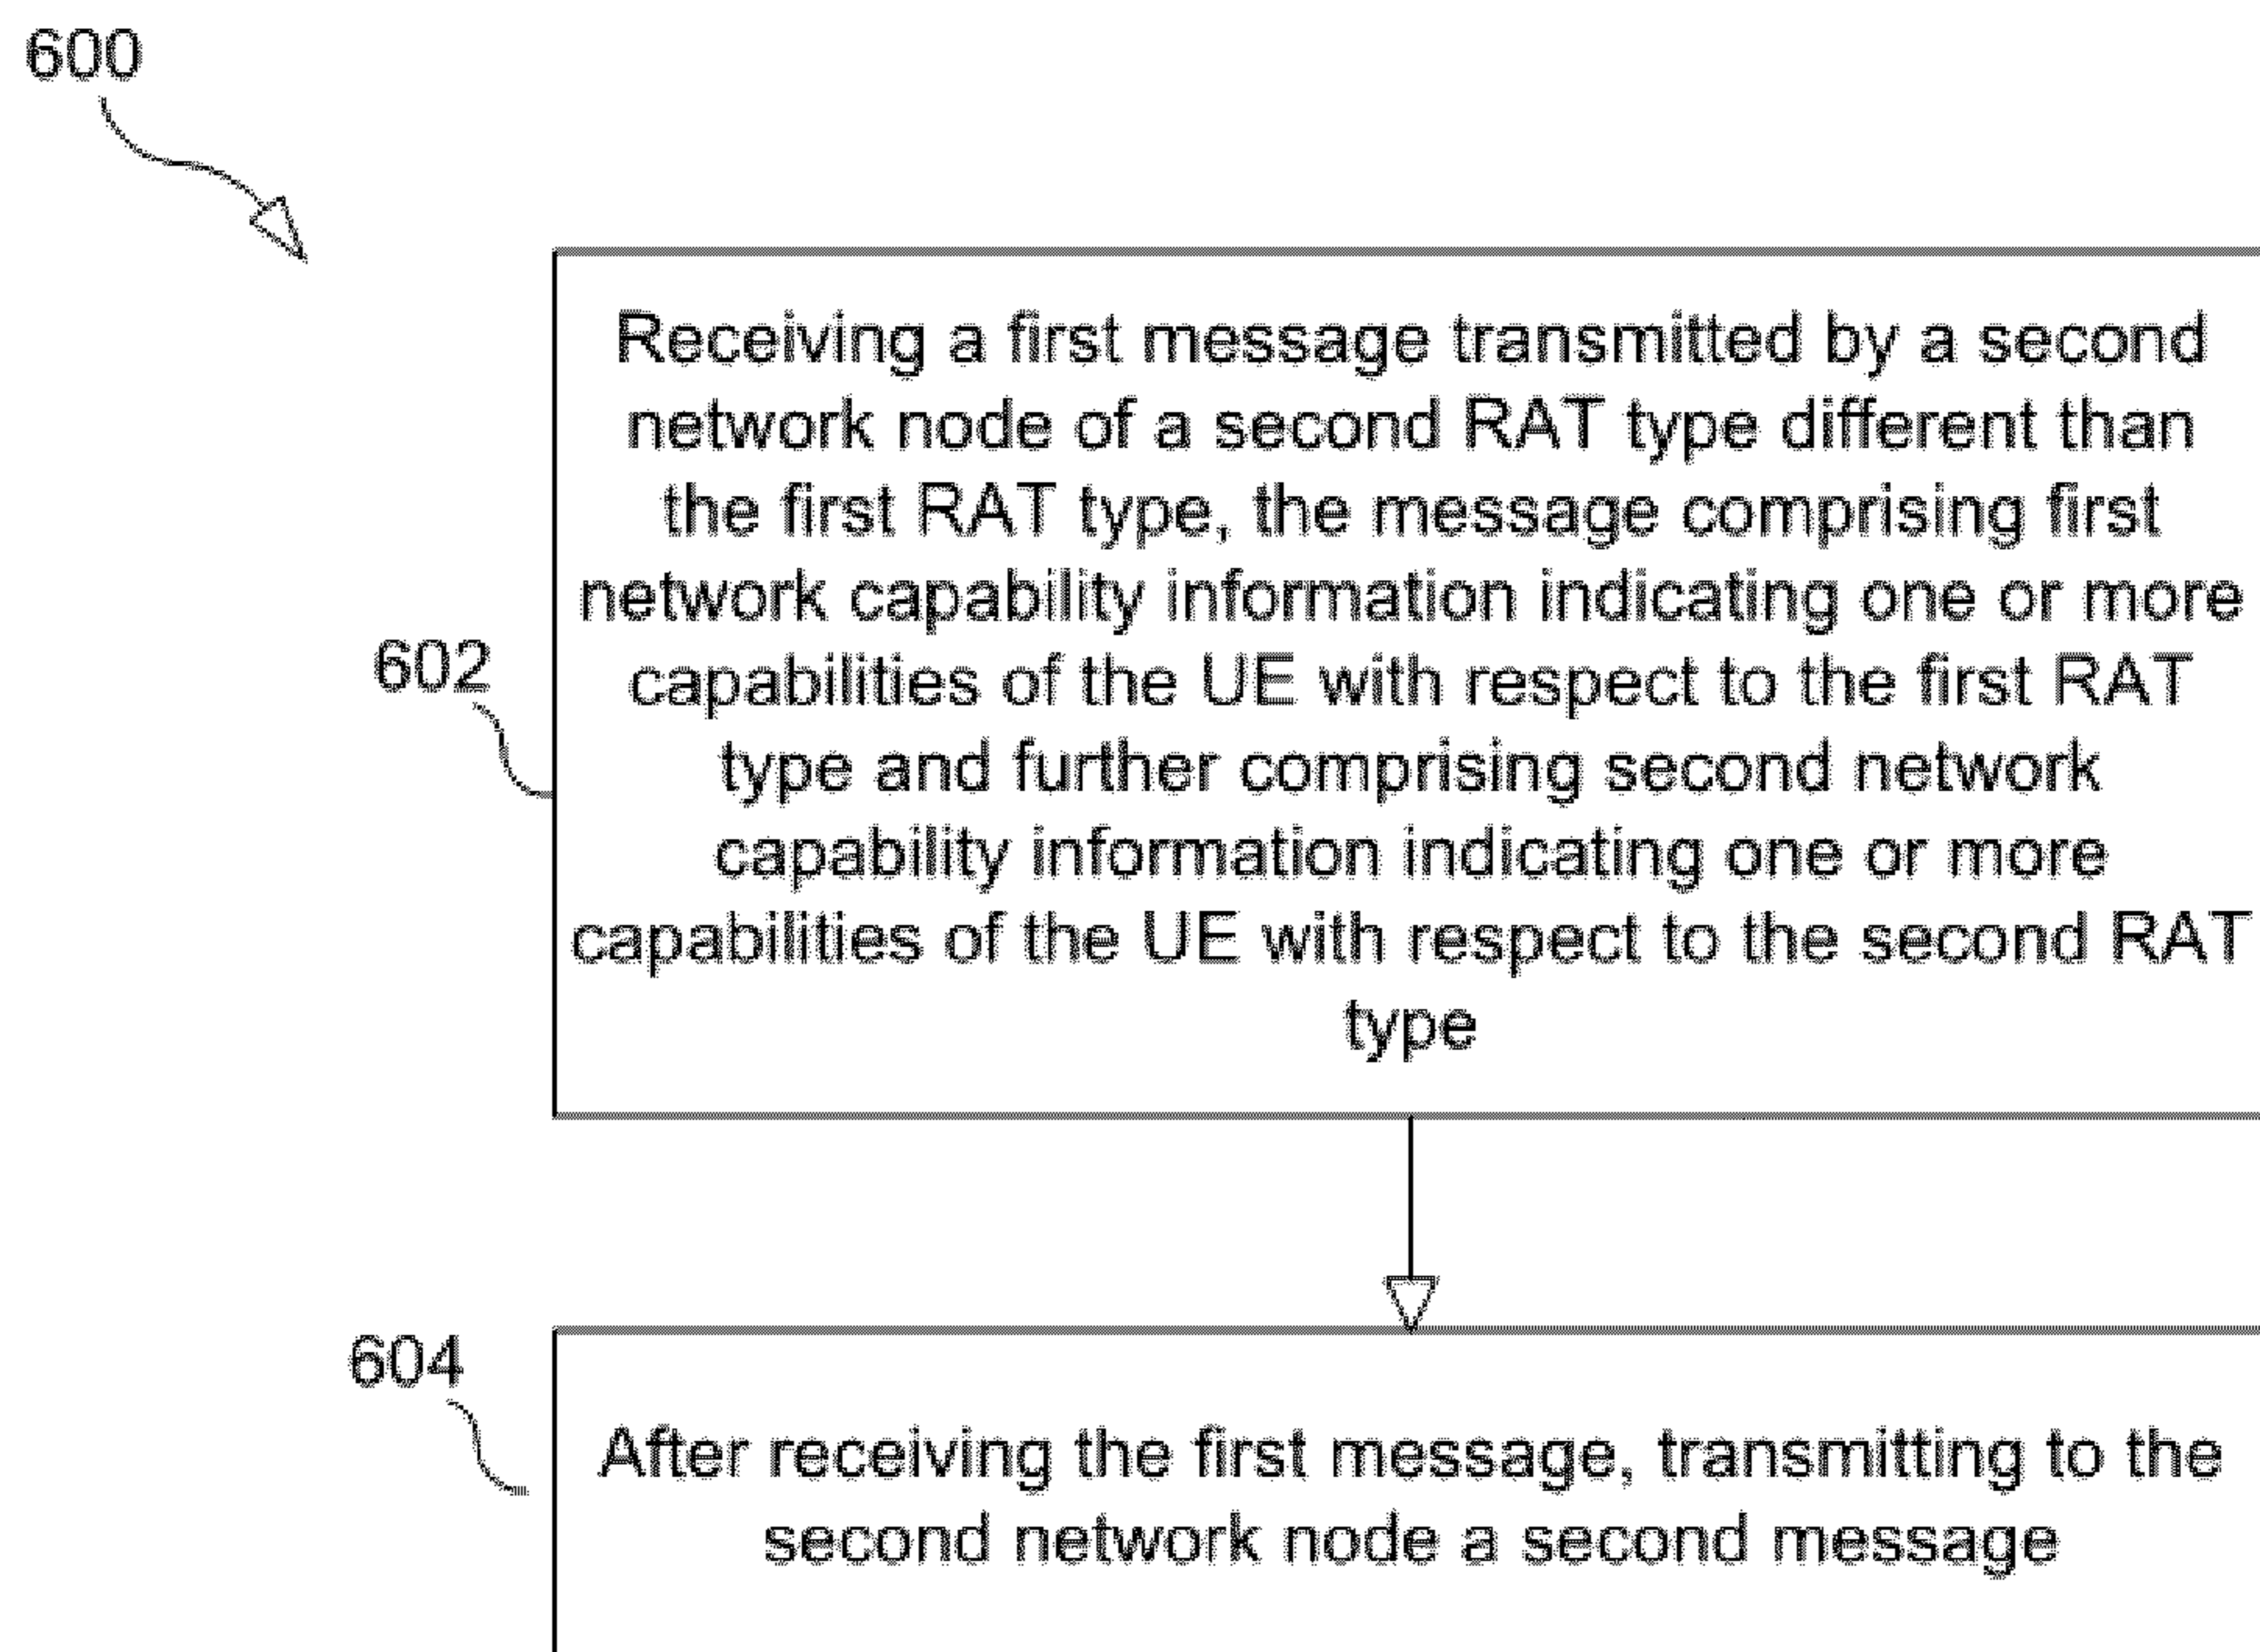 600
Receiving a first message transmitted by a second
network node of a second RAT type different than
the first RAT type, the message comprising first
network capability information indicating one or more
602
capabilities of the UE with respect to the first RAT
type and further comprising second network
capability information indicating one or more
capabilities of the UE with respect to the second RAT
type
604
After receiving the first message, transmitting to the
second network node a second message